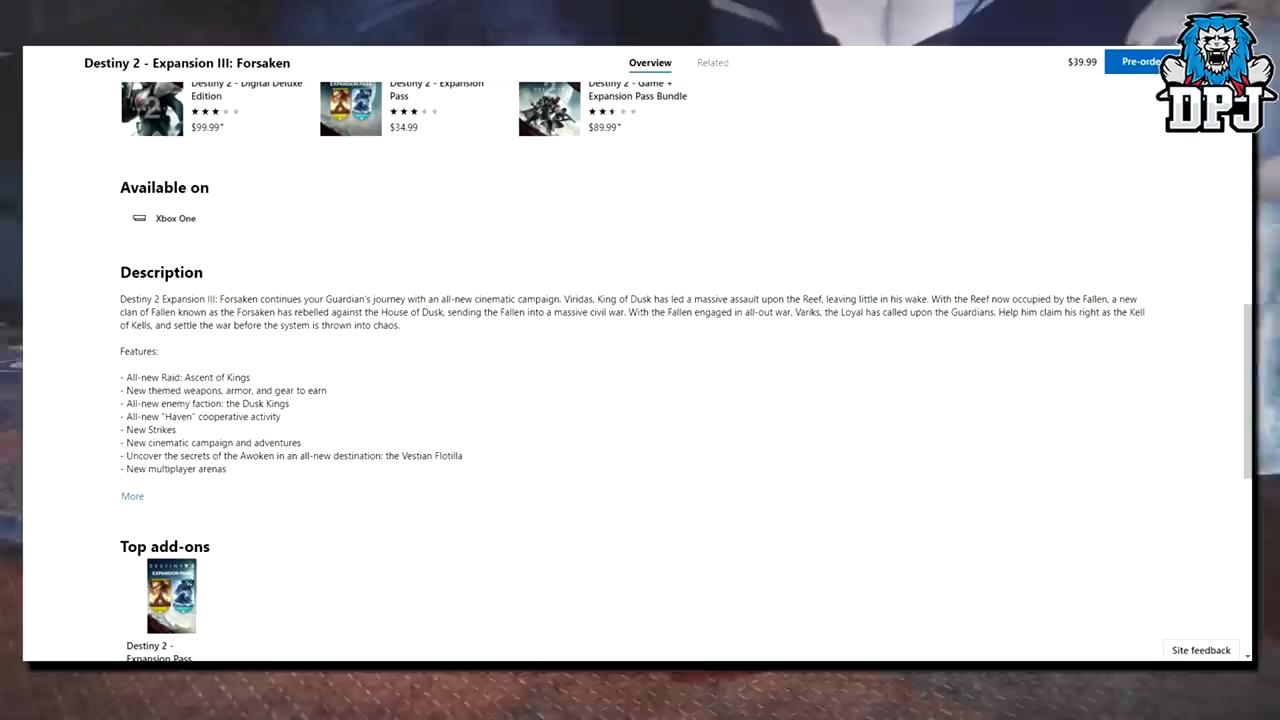 Destiny 2 - Expansion III: Forsaken
Overview
Related
$39.99
Pre-orde
DPJ
Destiny 2 - Digital Deluxe
Edition
$99.99+
Destiny 2 - Expansion
Pass
$34.99
Destiny 2 - Game +
Expansion Pass Bundle
$89.99+
Available on
Xbox One
Description
Destiny 2 Expansion III: Forsaken continues your Guardian's journey with an all-new cinematic campaign. Viridas, King of Dusk has led a massive assault upon the Reef, leaving little in his wake. With the Reef now occupied by the Fallen, a new
clan of Fallen known as the Forsaken has rebelled against the House of Dusk, sending the Fallen into a massive civil war. With the Fallen engaged in all-out war, Variks, the Loyal has called upon the Guardians. Help him claim his right as the Kell
of Kells, and settle the war before the system is thrown into chaos.
Features:
- All-new Raid: Ascent of Kings
- New themed weapons, armor, and gear to earn
- All-new enemy faction: the Dusk Kings
- All-new "Haven" cooperative activity
- New Strikes
- New cinematic campaign and adventures
- Uncover the secrets of the Awoken in an all-new destination: the Vestian Flotilla
- New multiplayer arenas
More
Top add-ons
DESTINY 2
EXPANSION PASS
Destiny 2 -
Expansion Pass
Site feedback